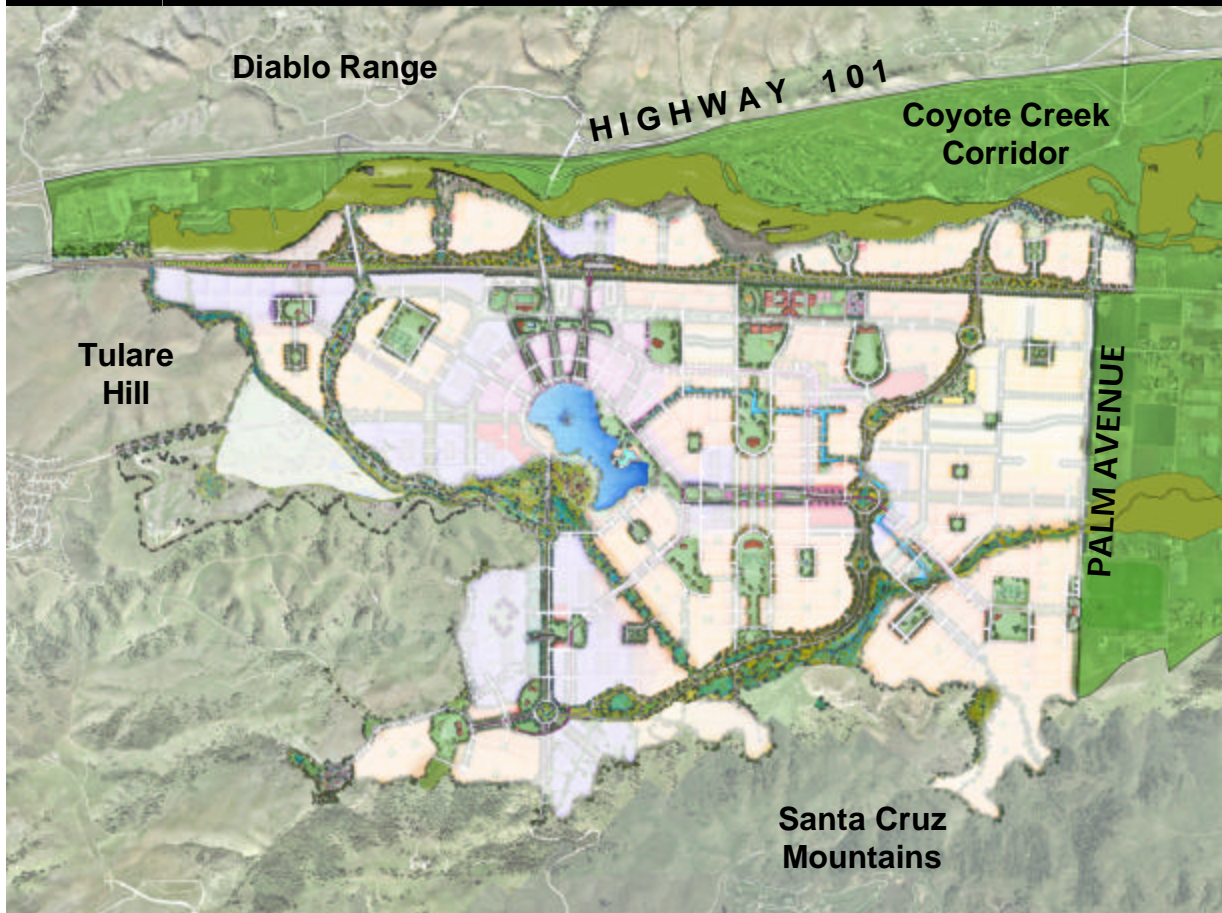 Diablo Range
HIGHWAY 101
Coyote Creek
Corridor
Tulare
Hill
PALM AVENUE
Santa Cruz
Mountains